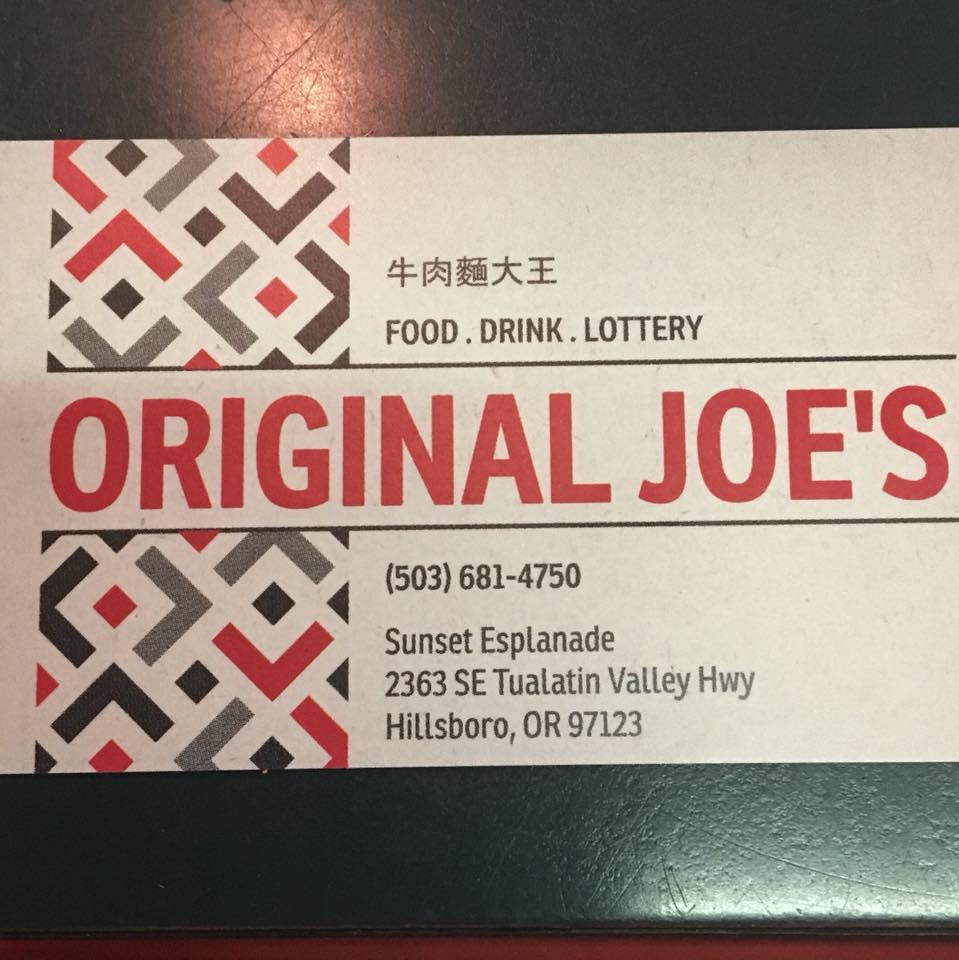 牛肉麵大王
FOOD . DRINK . LOTTERY
ORIGINAL JOE'S
(503) 681-4750
Sunset Esplanade
2363 SE Tualatin Valley Hwy
Hillsboro, OR 97123